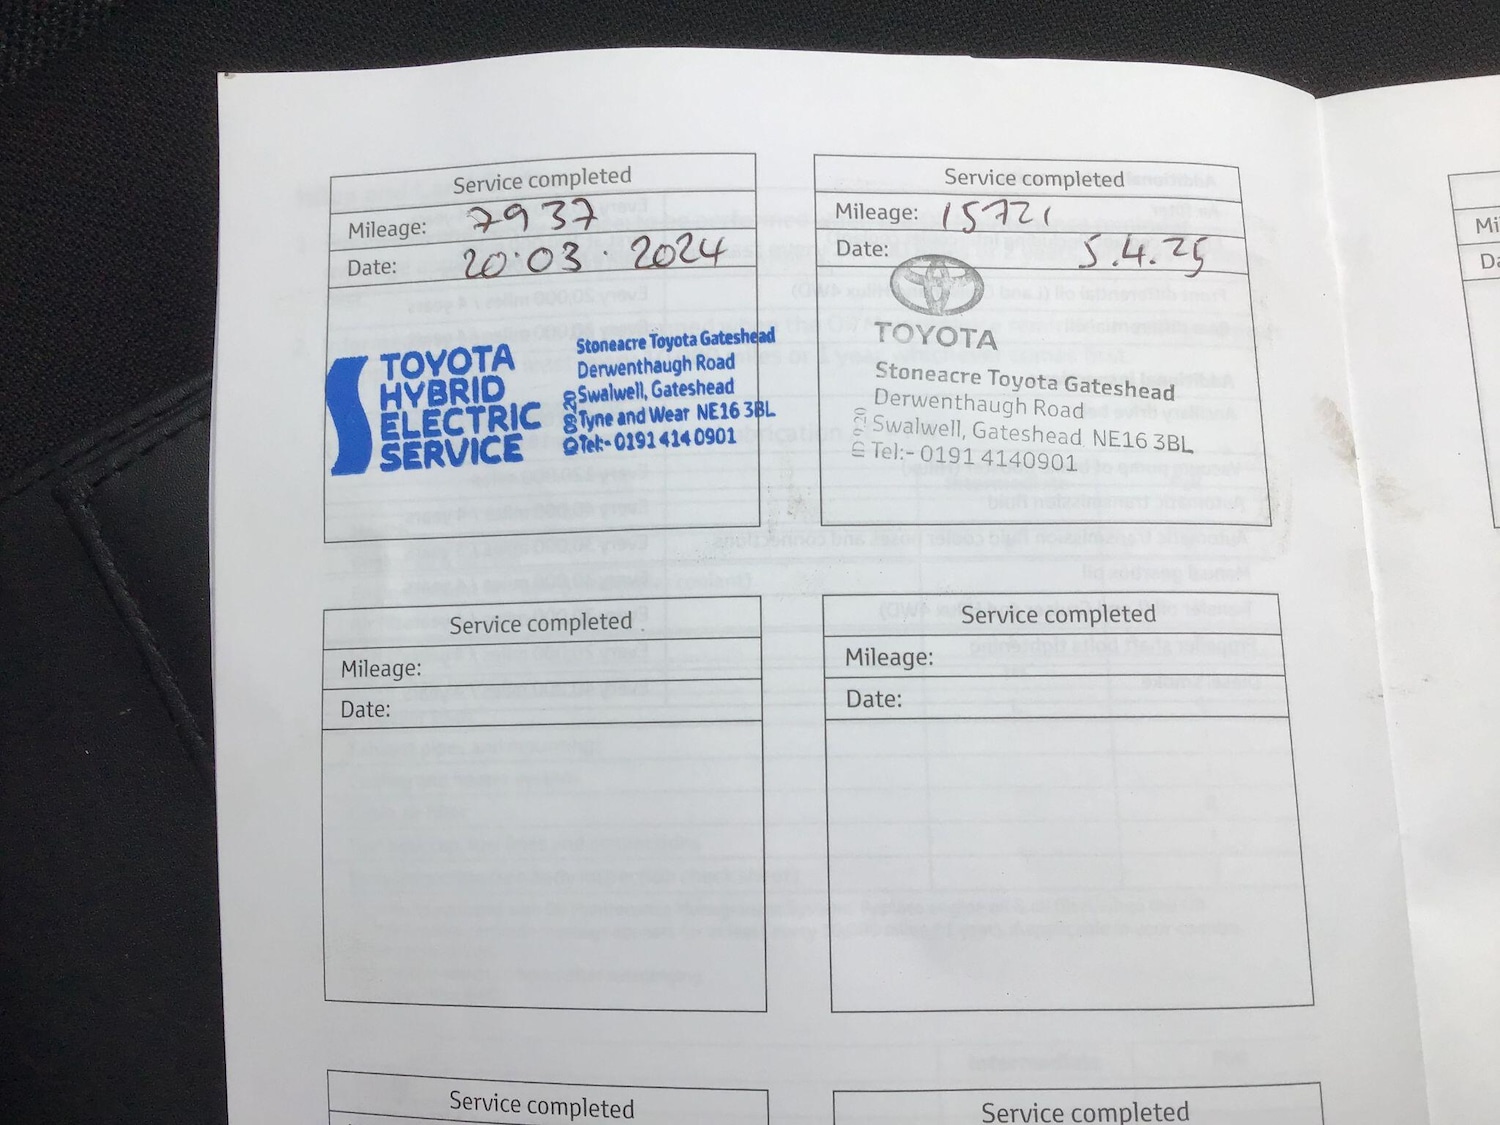 Service completed
Mileage: 7937
Date: 20.03.2024
TOYOTA
HYBRID
ELECTRIC
SERVICE
Stoneacre Toyota Gateshead
Derwenthaugh Road
Swalwell, Gateshead
Tyne and Wear NE16 3BL
Tel:- 0191 414 0901
Service completed
Mileage: 15721
Date: 5.4.25
TOYOTA
Stoneacre Toyota Gateshead
Derwenthaugh Road
Swalwell, Gateshead NE16 3BL
Tel:- 0191 4140901
Service completed
Mileage:
Date:
Service completed
Mileage:
Date:
Service completed
Service completed
Mi
Da